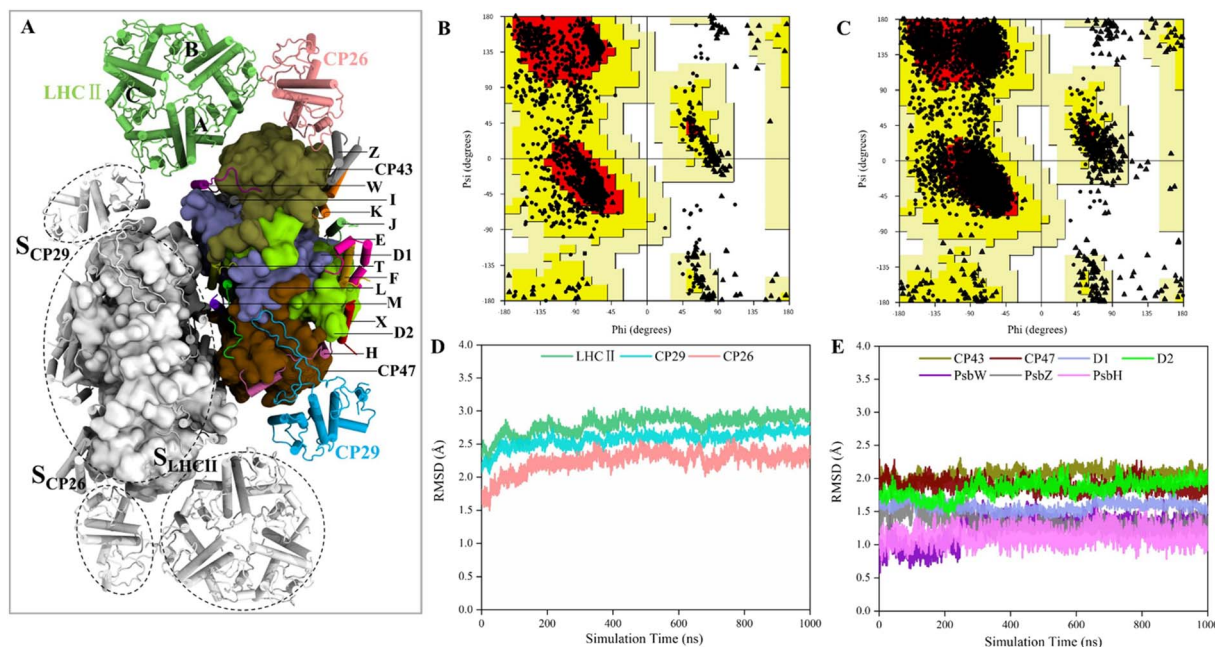 A
B
CP26
LHC II
C
A
Z
CP43
W
I
K
J
E
D1
T
F
L
M
X
D2
H
CP47
CP29
S_CP29
S_CP26
S_LHCII
B
180
135
90
45
0
-45
-90
-135
-180
Psi (degrees)
-180 -135 -90 -45 0 45 90 135 180
Phi (degrees)
C
180
135
90
45
0
-45
-90
-135
-180
Psi (degrees)
-180 -135 -90 -45 0 45 90 135 180
Phi (degrees)
D
LHC II CP29 CP26
4.0
3.5
3.0
2.5
2.0
1.5
1.0
0.5
0.0
RMSD (Å)
0 200 400 600 800 1000
Simulation Time (ns)
E
CP43 CP47 D1 D2
PsbW PsbZ PsbH
4.0
3.5
3.0
2.5
2.0
1.5
1.0
0.5
0.0
RMSD (Å)
0 200 400 600 800 1000
Simulation Time (ns)